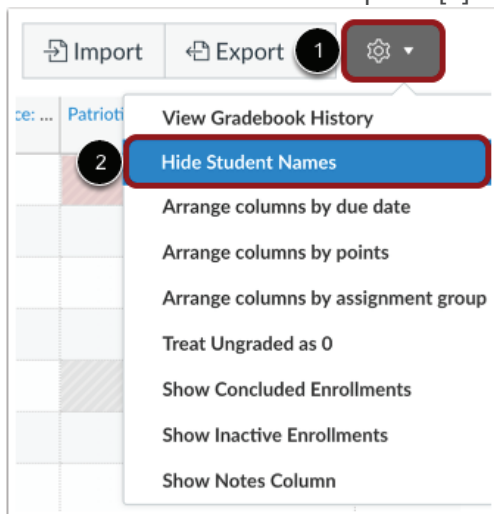 Import Export 1
ce: ... Patrioti
View Gradebook History
2 Hide Student Names
Arrange columns by due date
Arrange columns by points
Arrange columns by assignment group
Treat Ungraded as 0
Show Concluded Enrollments
Show Inactive Enrollments
Show Notes Column